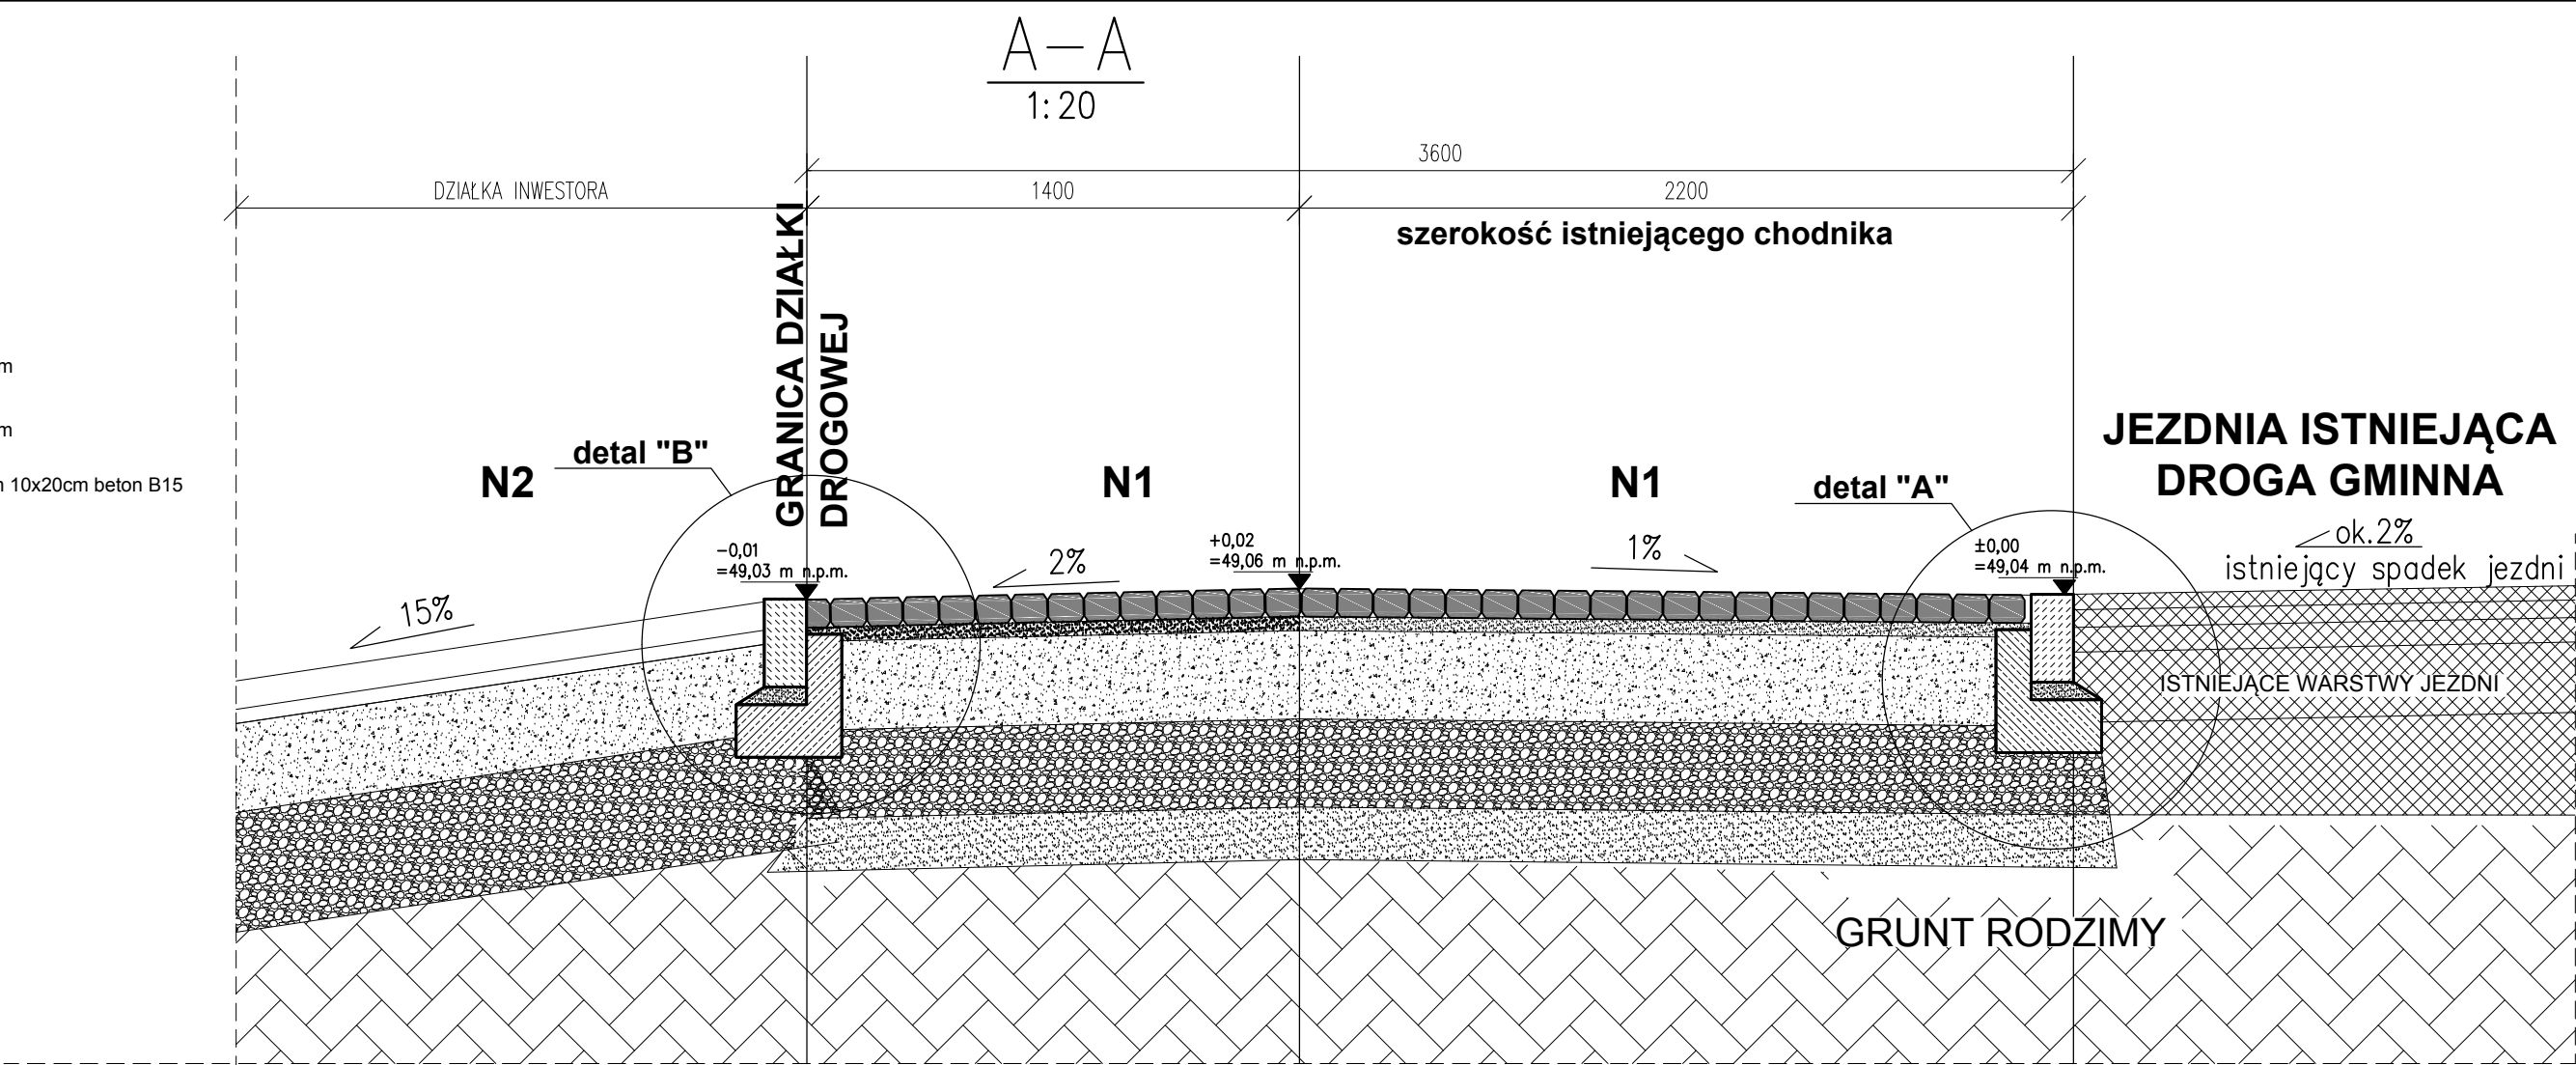 A-A
1:20
3600
DZIAŁKA INWESTORA
1400
2200
szerokość istniejącego chodnika
GRANICA DZIAŁKI
DROGOWEJ
m
m
10x20cm beton B15
N2
detal "B"
N1
N1
detal "A"
JEZDNIA ISTNIEJĄCA
DROGA GMINNA
ok.2%
istniejący spadek jezdni
-0,01
=49,03 m n.p.m.
2%
+0,02
=49,06 m n.p.m.
1%
±0,00
=49,04 m n.p.m.
15%
ISTNIEJĄCE WARSTWY JEZDNI
GRUNT RODZIMY